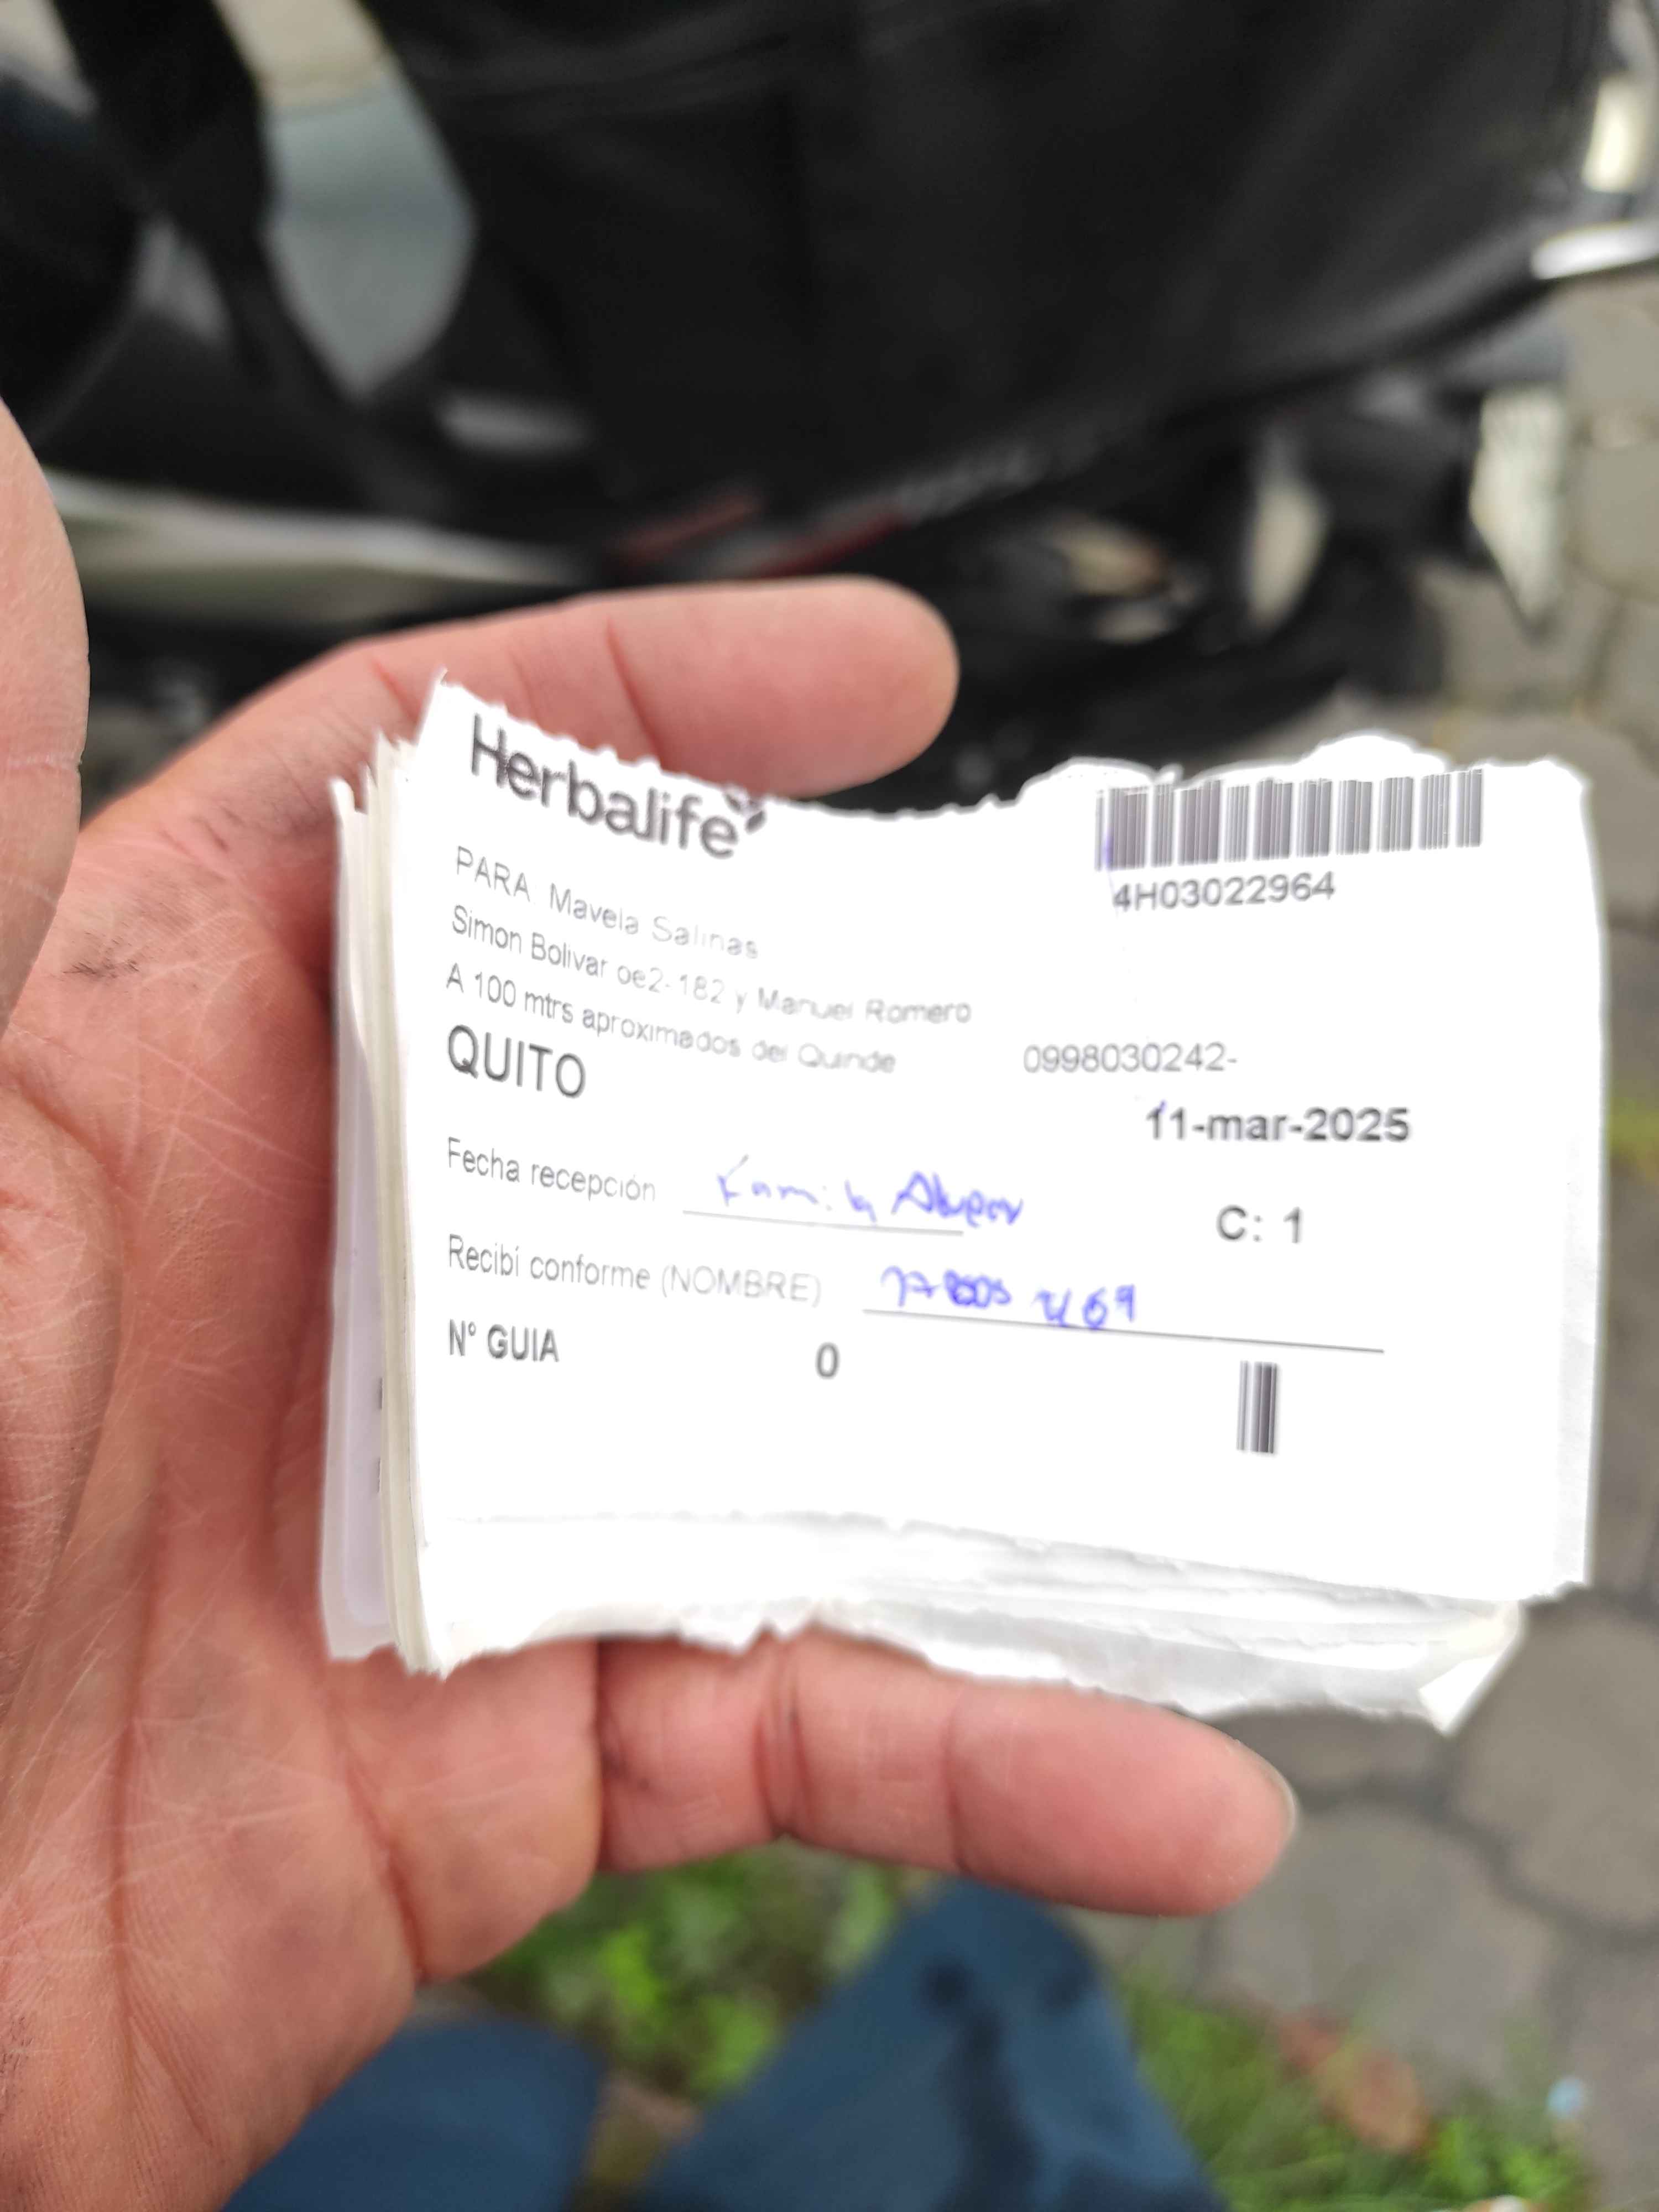 Herbalife
4H03022964
PARA Mavela Salinas
Simon Bolivar oe2-182 y Manuel Romero
A 100 mtrs aproximados del Quinde
0998030242-
QUITO
11-mar-2025
Fecha recepción
C: 1
Recibí conforme (NOMBRE)
N° GUIA 0